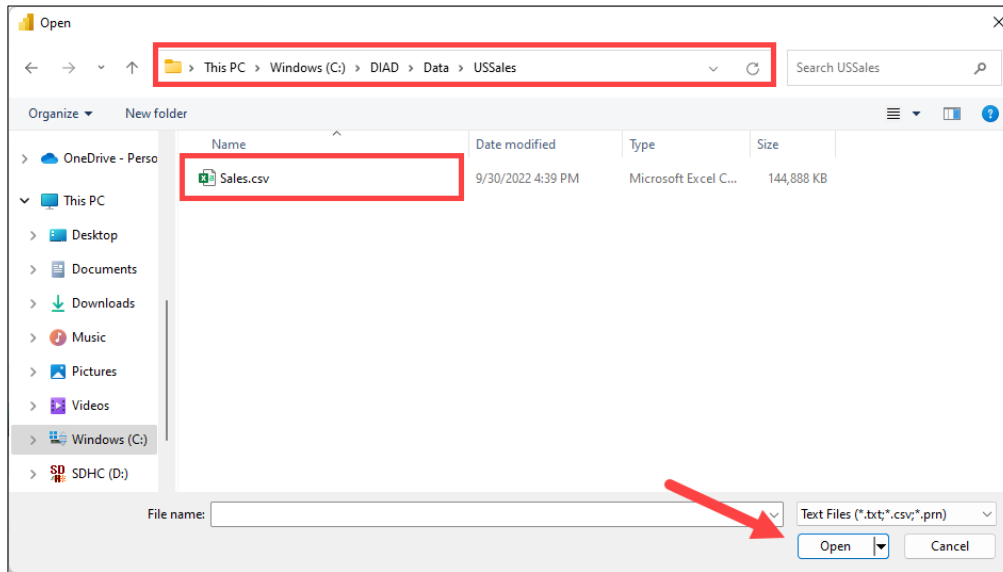 Open
This PC > Windows (C:) > DIAD > Data > USSales
Search USSales
Organize
New folder
Name
Date modified
Type
Size
OneDrive - Perso
Sales.csv
9/30/2022 4:39 PM
Microsoft Excel C...
144,888 KB
This PC
Desktop
Documents
Downloads
Music
Pictures
Videos
Windows (C:)
SDHC (D:)
File name:
Text Files (*.txt;*.csv;*.prn)
Open
Cancel